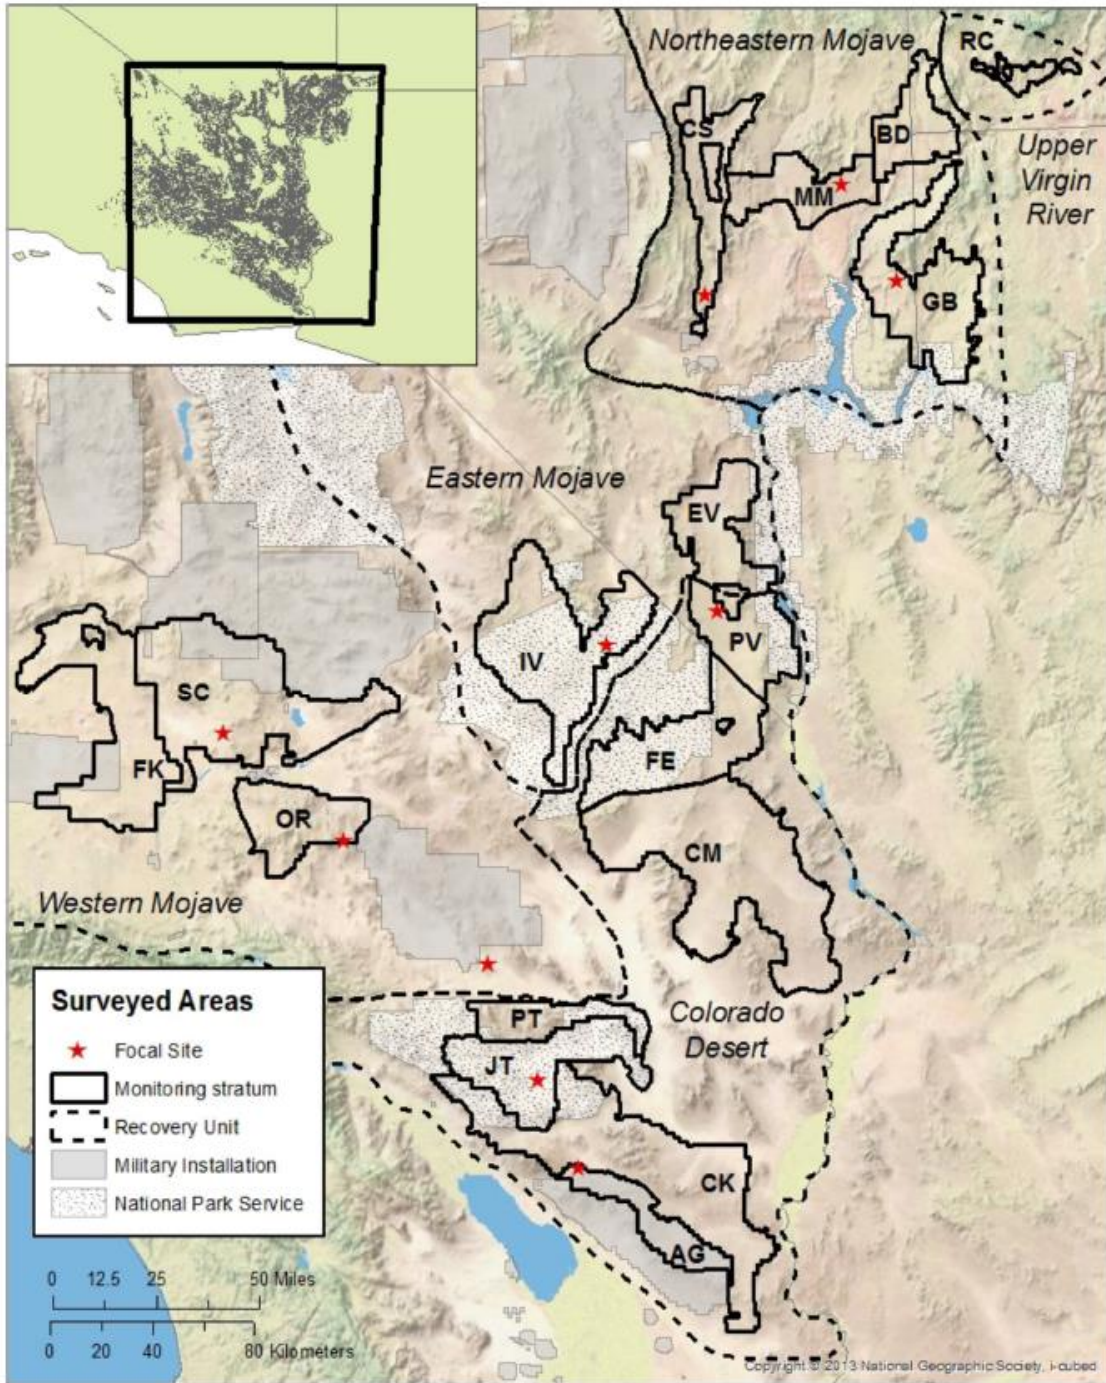 Northeastern Mojave
RC
CS
BD
Upper
Virgin
River
MM
GB
Eastern Mojave
EV
IV
PV
SC
FK
FE
OR
CM
Western Mojave
Surveyed Areas
Focal Site
Monitoring stratum
Recovery Unit
Military Installation
National Park Service
PT
Colorado
Desert
JT
CK
AG
0 12.5 25 50 Miles
0 20 40 80 Kilometers
Copyright:© 2013 National Geographic Society, i-cubed